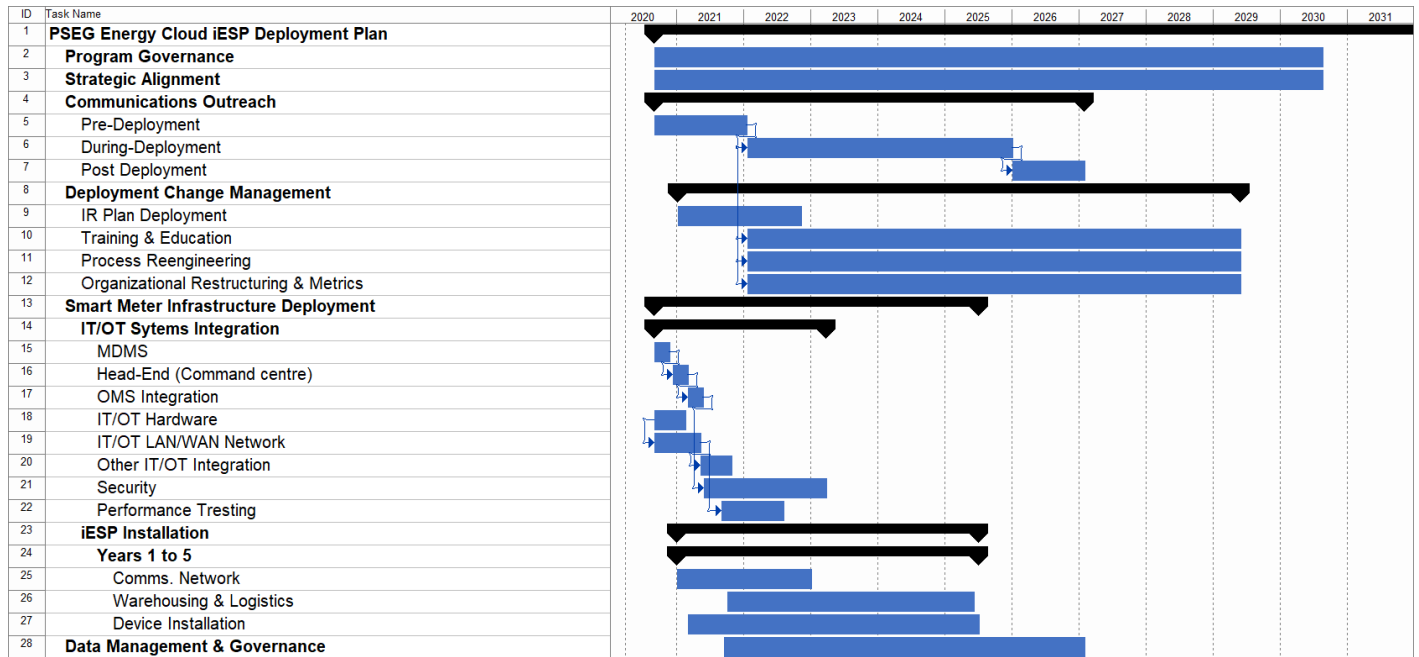 ID Task Name 2020 2021 2022 2023 2024 2025 2026 2027 2028 2029 2030 2031
1 PSEG Energy Cloud iESP Deployment Plan
2 Program Governance
3 Strategic Alignment
4 Communications Outreach
5 Pre-Deployment
6 During-Deployment
7 Post Deployment
8 Deployment Change Management
9 IR Plan Deployment
10 Training & Education
11 Process Reengineering
12 Organizational Restructuring & Metrics
13 Smart Meter Infrastructure Deployment
14 IT/OT Sytems Integration
15 MDMS
16 Head-End (Command centre)
17 OMS Integration
18 IT/OT Hardware
19 IT/OT LAN/WAN Network
20 Other IT/OT Integration
21 Security
22 Performance Tresting
23 iESP Installation
24 Years 1 to 5
25 Comms. Network
26 Warehousing & Logistics
27 Device Installation
28 Data Management & Governance